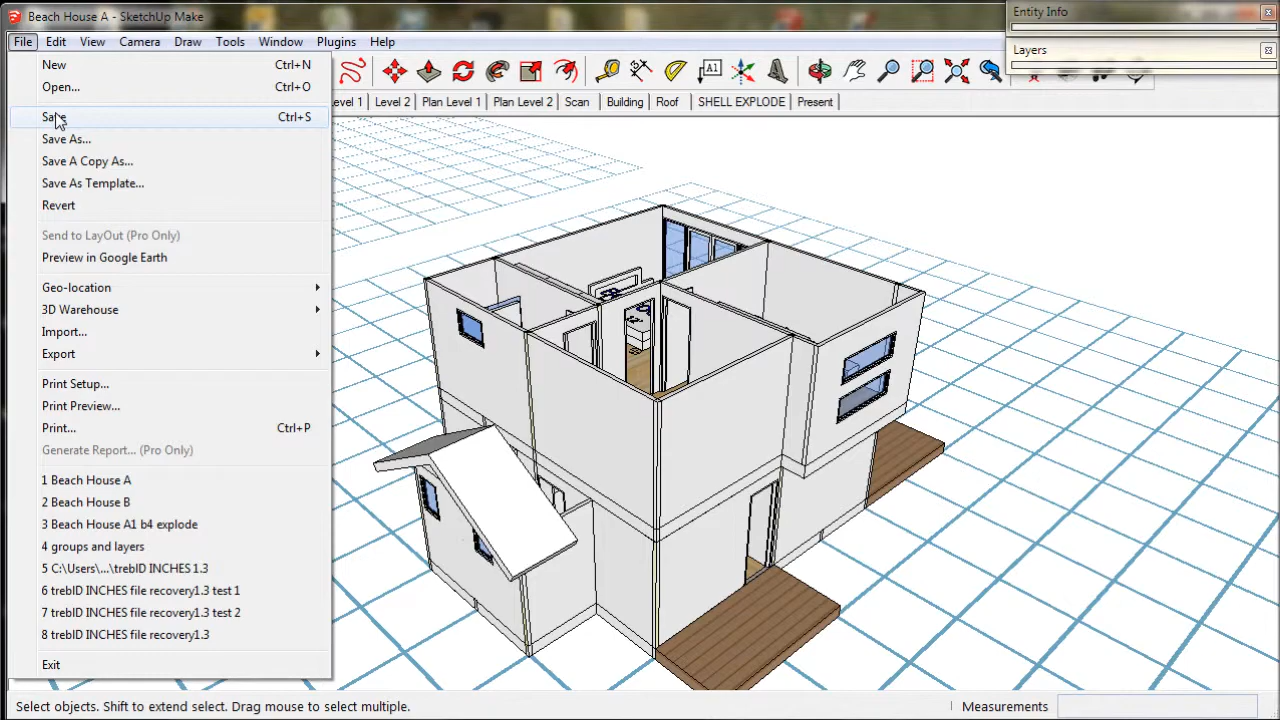 Beach House A - SketchUp Make
Entity Info
File Edit View Camera Draw Tools Window Plugins Help
Layers
New Ctrl+N
Open... Ctrl+O
A1
evel 1 Level 2 Plan Level 1 Plan Level 2 Scan Building Roof SHELL EXPLODE Present
Save Ctrl+S
Save As...
Save A Copy As...
Save As Template...
Revert
Send to LayOut (Pro Only)
Preview in Google Earth
Geo-location
3D Warehouse
Import...
Export
Print Setup...
Print Preview...
Print... Ctrl+P
Generate Report... (Pro Only)
1 Beach House A
2 Beach House B
3 Beach House A1 b4 explode
4 groups and layers
5 C:\Users\...\trebID INCHES 1.3
6 trebID INCHES file recovery1.3 test 1
7 trebID INCHES file recovery1.3 test 2
8 trebID INCHES file recovery1.3
Exit
Select objects. Shift to extend select. Drag mouse to select multiple. Measurements